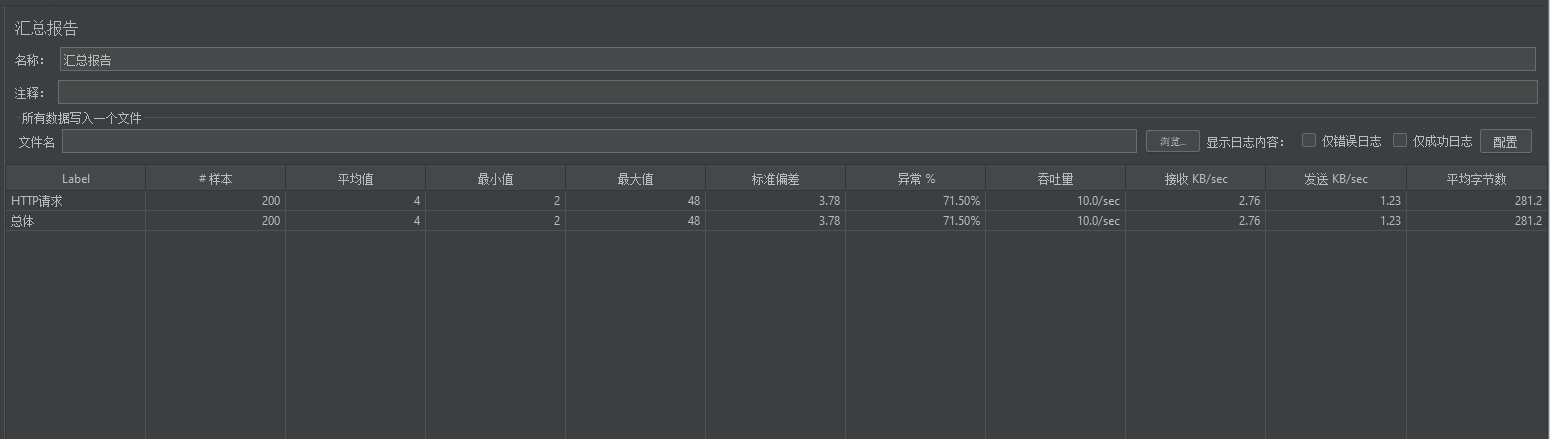 汇总报告
名称： 汇总报告
注释：
所有数据写入一个文件
文件名 浏览... 显示日志内容： 仅错误日志 仅成功日志 配置
Label # 样本 平均值 最小值 最大值 标准偏差 异常 % 吞吐量 接收 KB/sec 发送 KB/sec 平均字节数
HTTP请求 200 4 2 48 3.78 71.50% 10.0/sec 2.76 1.23 281.2
总体 200 4 2 48 3.78 71.50% 10.0/sec 2.76 1.23 281.2